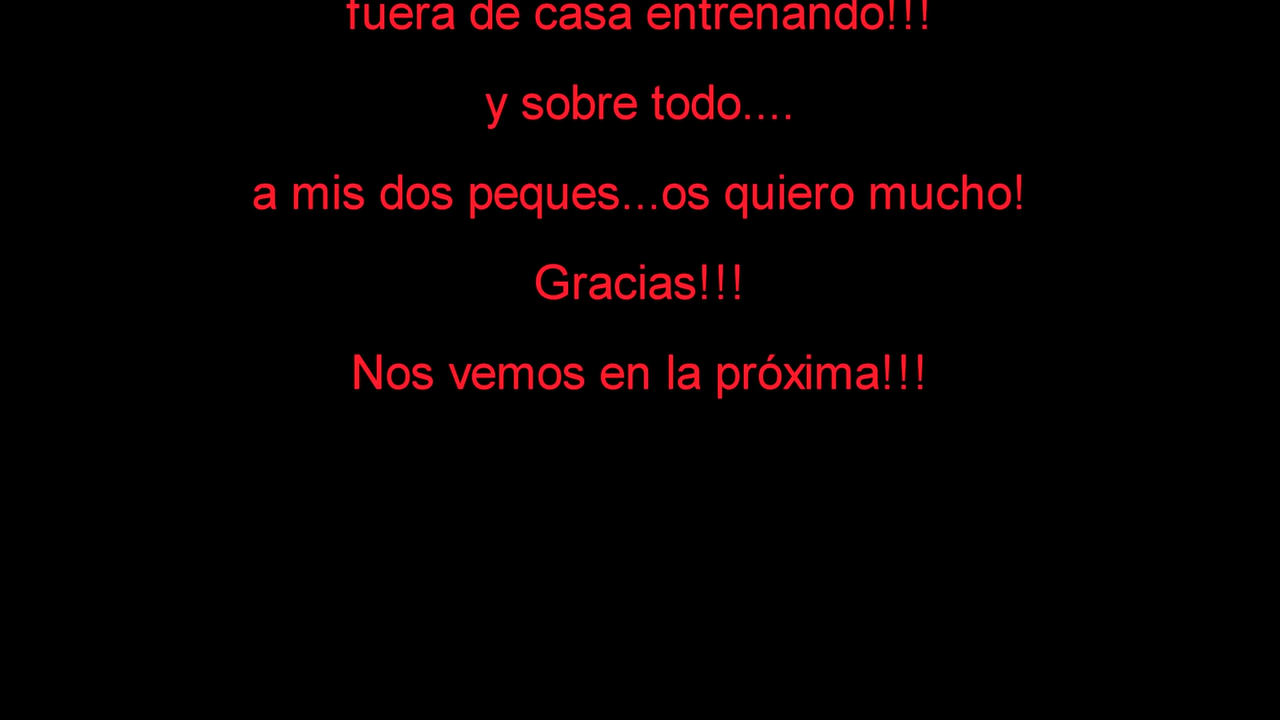 fuera de casa entrenando!!!
y sobre todo....
a mis dos peques...os quiero mucho!
Gracias!!!
Nos vemos en la próxima!!!